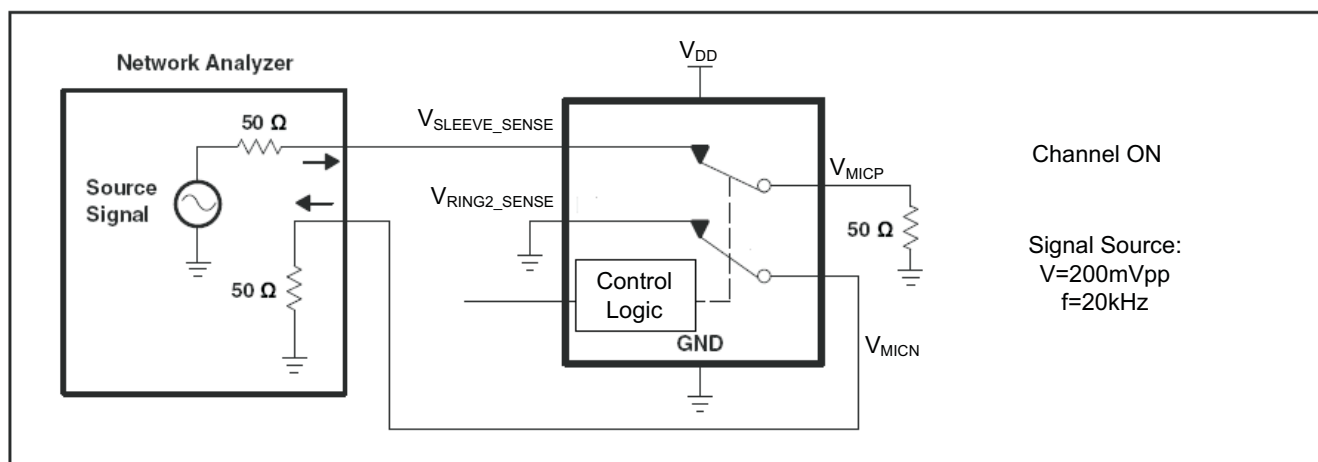 Network Analyzer
50 Ω
Source
Signal
50 Ω
V_SLEEVE_SENSE
V_RING2_SENSE
V_DD
Control
Logic
GND
V_MICP
50 Ω
V_MICN
Channel ON
Signal Source:
V=200mVpp
f=20kHz